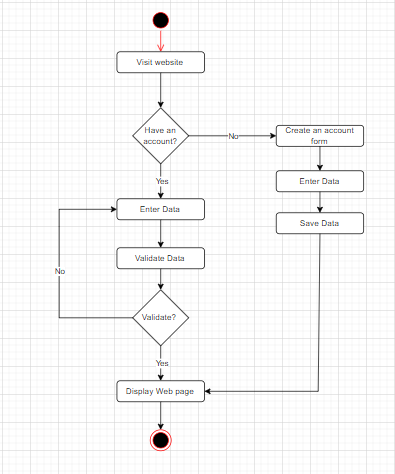 Visit website
Have an
account?
No
Create an account
form
Yes
Enter Data
Enter Data
Save Data
Validate Data
No
Validate?
Yes
Display Web page